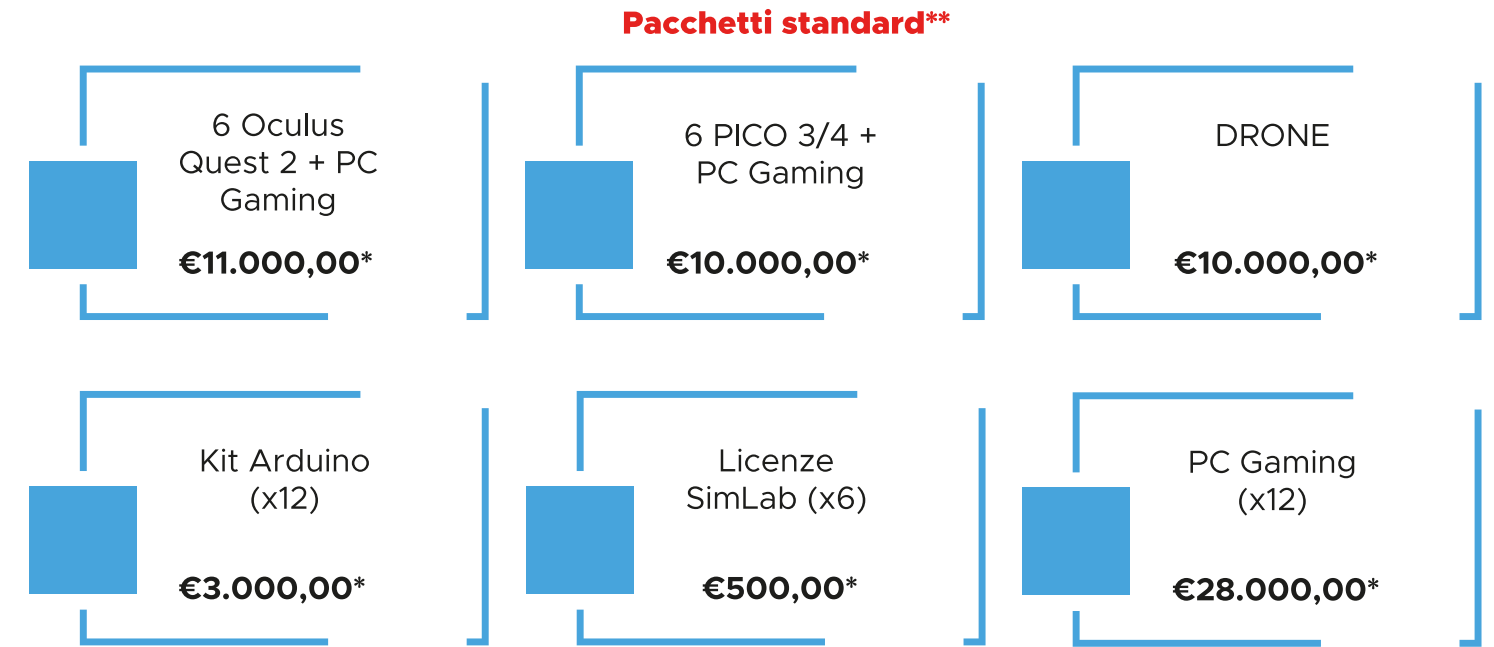 Pacchetti standard**
6 Oculus
Quest 2 + PC
Gaming
€11.000,00*
6 PICO 3/4 +
PC Gaming
€10.000,00*
DRONE
€10.000,00*
Kit Arduino
(x12)
€3.000,00*
Licenze
SimLab (x6)
€500,00*
PC Gaming
(x12)
€28.000,00*